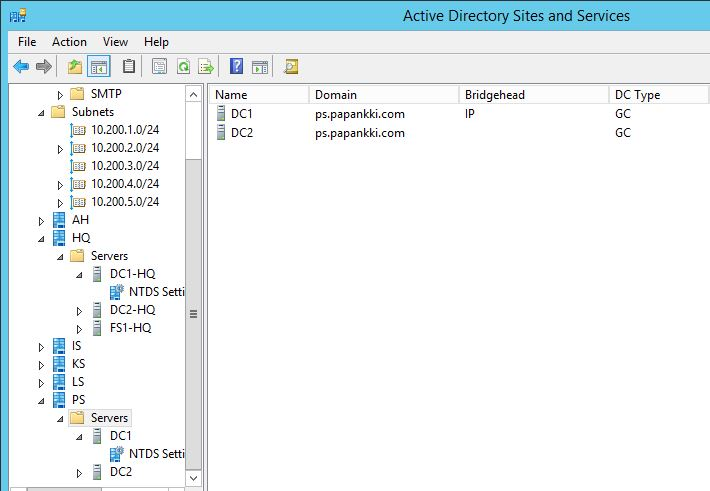 Active Directory Sites and Services
File Action View Help
SMTP
Subnets
10.200.1.0/24
10.200.2.0/24
10.200.3.0/24
10.200.4.0/24
10.200.5.0/24
AH
HQ
Servers
DC1-HQ
NTDS Setti
DC2-HQ
FS1-HQ
IS
KS
LS
PS
Servers
DC1
NTDS Setti
DC2
Name Domain Bridgehead DC Type
DC1 ps.papankki.com IP GC
DC2 ps.papankki.com GC